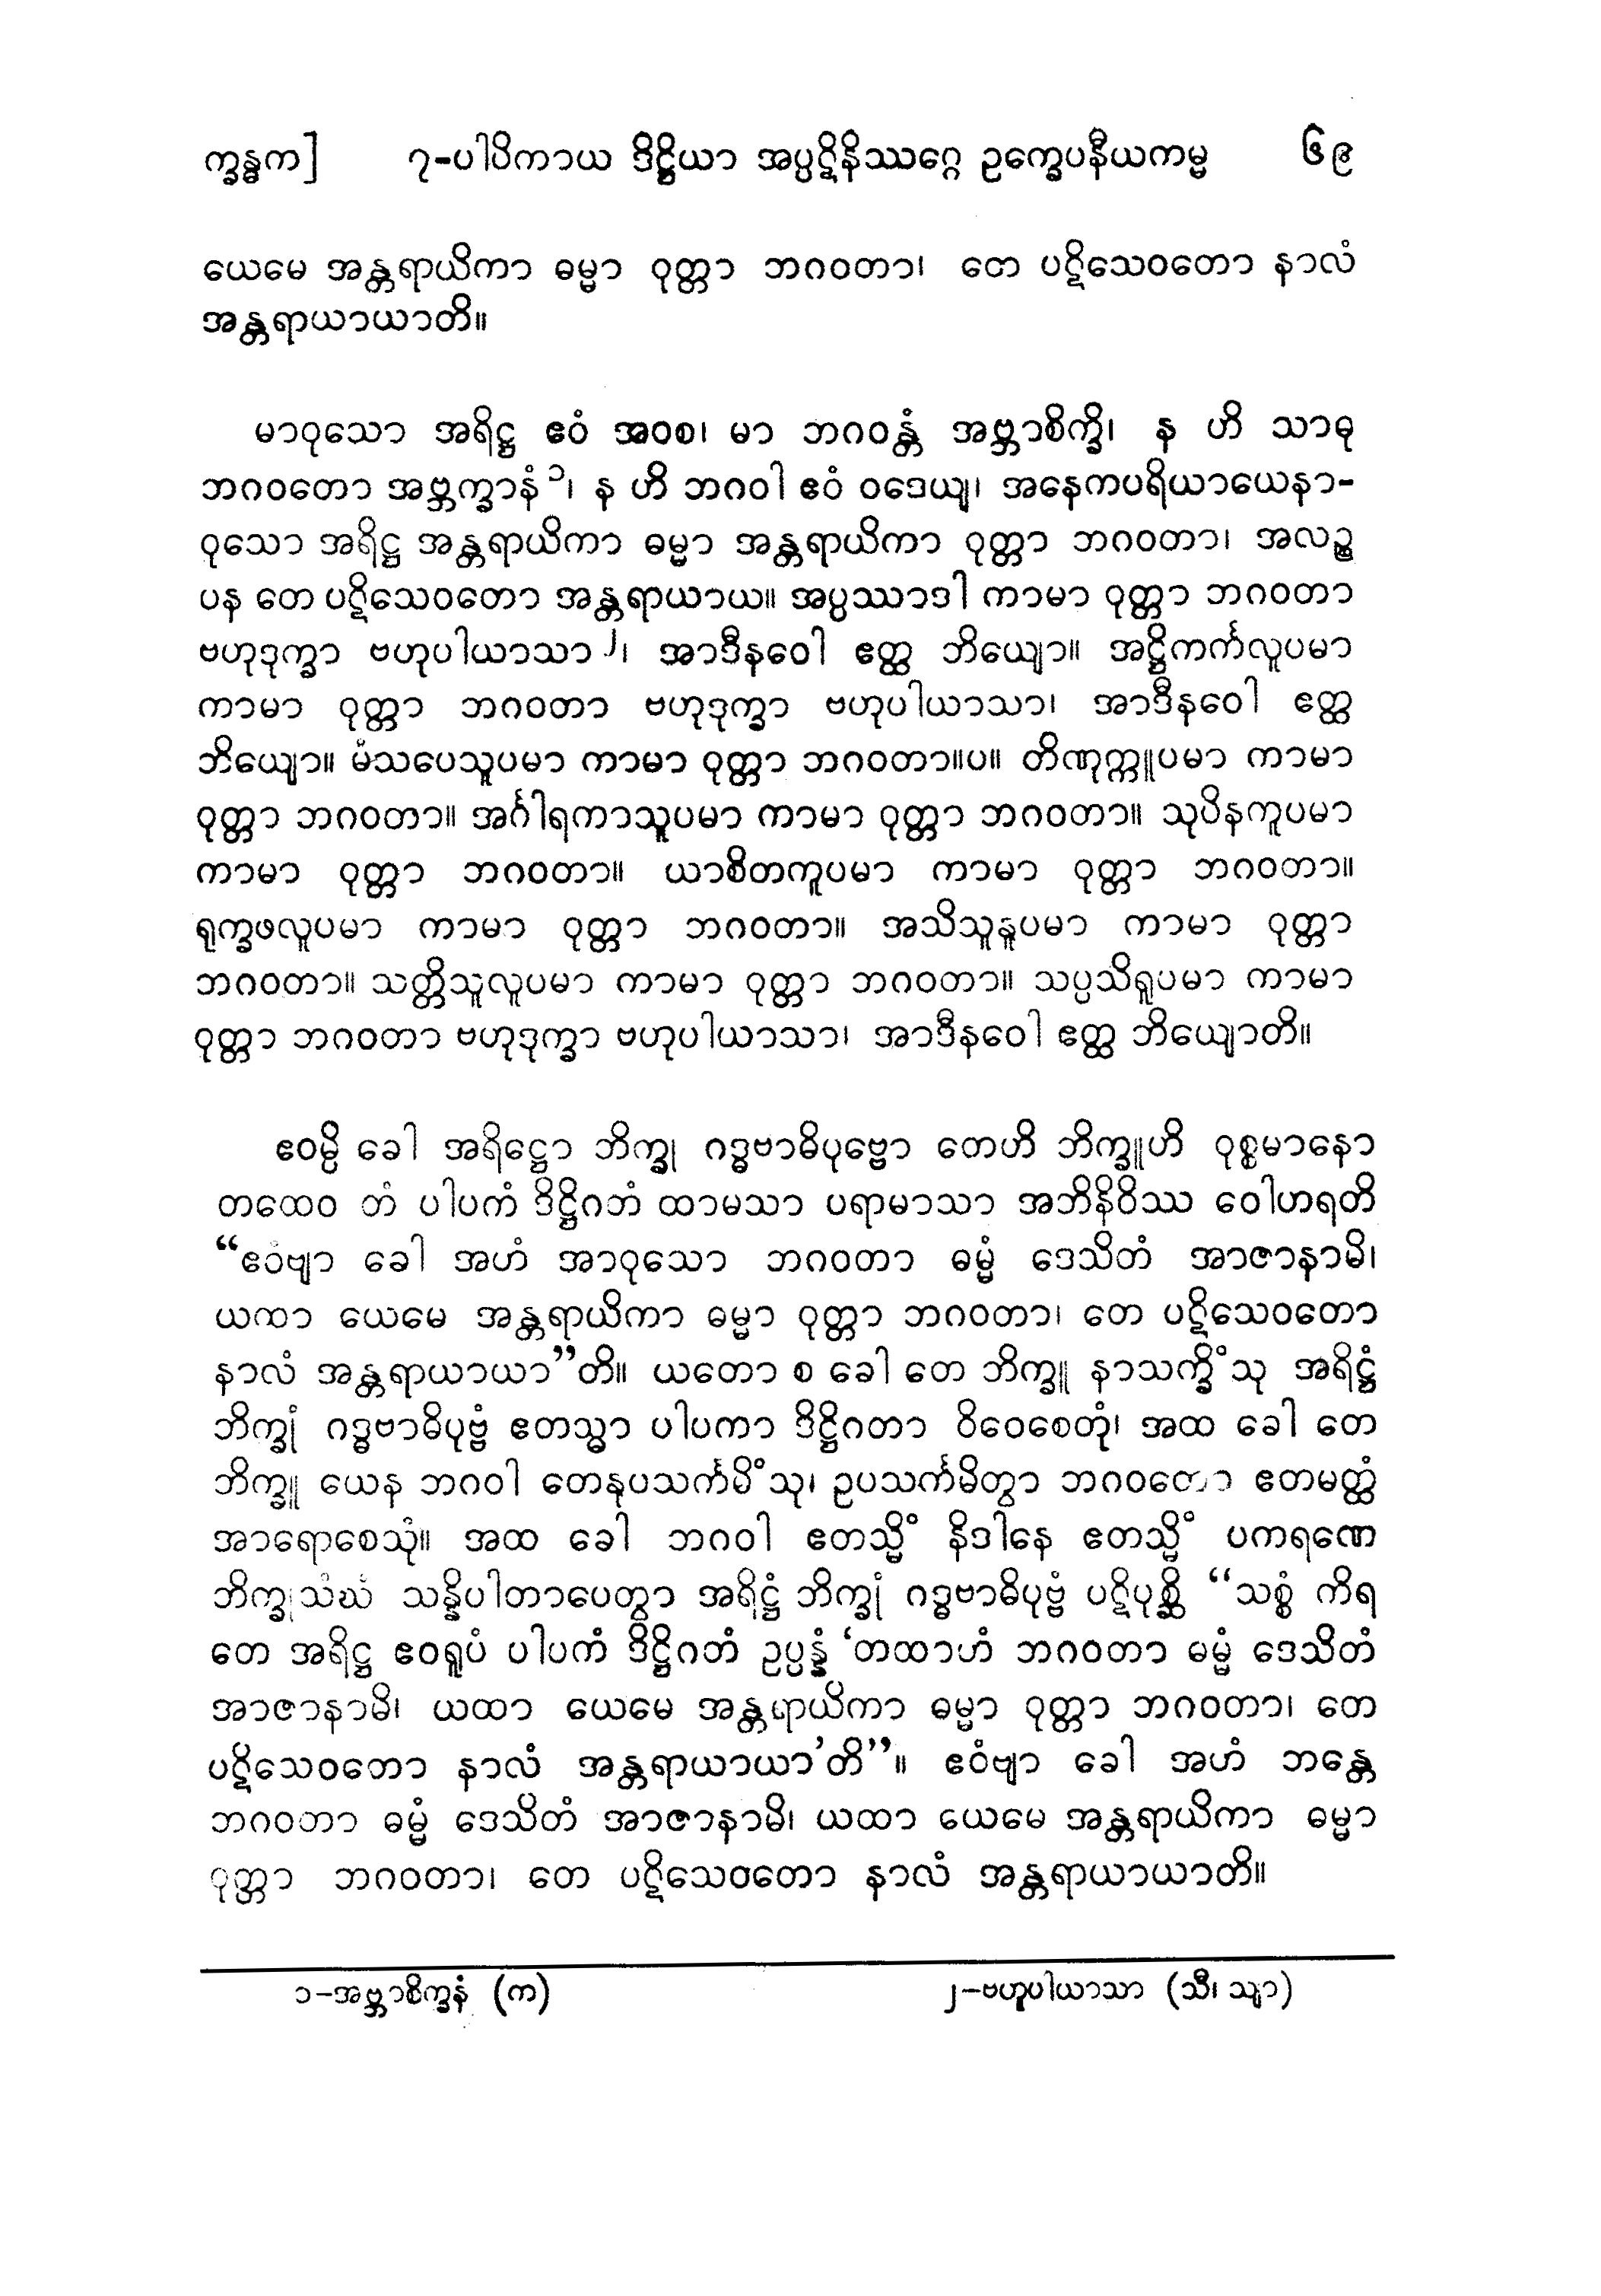 က္ခန္ဓက] ၇-ပါပိကာယ ဒိဋ္ဌိယာ အပ္ပဋိနိဿဂ္ဂေ ဥက္ခေပနီယကမ္မ ၆၉
ယေမေ အန္တရာယိကာ ဓမ္မာ ဝုတ္တာ ဘဂဝတာ၊ တေ ပဋိသေဝတော နာလံ
အန္တရာယာယာတိ။
မာဝုသော အရိဋ္ဌ ဧဝံ အဝစ၊ မာ ဘဂဝန္တံ အဗ္ဘာစိက္ခိ၊ န ဟိ သာဓု
ဘဂဝတော အဗ္ဘက္ခာနံ ၁၊ န ဟိ ဘဂဝါ ဧဝံ ဝဒေယျ၊ အနေကပရိယာယေနာ-
ဝုသော အရိဋ္ဌ အန္တရာယိကာ ဓမ္မာ အန္တရာယိကာ ဝုတ္တာ ဘဂဝတာ၊ အလဉ္စ
ပန တေ ပဋိသေဝတော အန္တရာယာယ။ အပ္ပဿာဒါ ကာမာ ဝုတ္တာ ဘဂဝတာ
ဗဟုဒုက္ခာ ဗဟုပါယာသာ ၂၊ အာဒီနဝေါ ဧတ္ထ ဘိယျော။ အဋ္ဌိကင်္ကလူပမာ
ကာမာ ဝုတ္တာ ဘဂဝတာ ဗဟုဒုက္ခာ ဗဟုပါယာသာ၊ အာဒီနဝေါ ဧတ္ထ
ဘိယျော။ မံသပေသူပမာ ကာမာ ဝုတ္တာ ဘဂဝတာ။ပ။ တိဏုက္ကူပမာ ကာမာ
ဝုတ္တာ ဘဂဝတာ။ အင်္ဂါရကာသူပမာ ကာမာ ဝုတ္တာ ဘဂဝတာ။ သုပိနကူပမာ
ကာမာ ဝုတ္တာ ဘဂဝတာ။ ယာစိတကူပမာ ကာမာ ဝုတ္တာ ဘဂဝတာ။
ရုက္ခဖလူပမာ ကာမာ ဝုတ္တာ ဘဂဝတာ။ အသိသူနူပမာ ကာမာ ဝုတ္တာ
ဘဂဝတာ။ သတ္တိသူလူပမာ ကာမာ ဝုတ္တာ ဘဂဝတာ။ သပ္ပသိရူပမာ ကာမာ
ဝုတ္တာ ဘဂဝတာ ဗဟုဒုက္ခာ ဗဟုပါယာသာ၊ အာဒီနဝေါ ဧတ္ထ ဘိယျောတိ။
ဧဝမ္ပိ ခေါ အရိဋ္ဌော ဘိက္ခု ဂဒ္ဓဗာဓိပုဗ္ဗော တေဟိ ဘိက္ခူဟိ ဝုစ္စမာနော
တထေဝ တံ ပါပကံ ဒိဋ္ဌိဂတံ ထာမသာ ပရာမာသာ အဘိနိဝိဿ ဝေါဟရတိ
“ဧဝံဗျာ ခေါ အဟံ အာဝုသော ဘဂဝတာ ဓမ္မံ ဒေသိတံ အာဇာနာမိ၊
ယထာ ယေမေ အန္တရာယိကာ ဓမ္မာ ဝုတ္တာ ဘဂဝတာ၊ တေ ပဋိသေဝတော
နာလံ အန္တရာယာယာ”တိ။ ယတော စ ခေါ တေ ဘိက္ခူ နာသက္ခိံသု အရိဋ္ဌံ
ဘိက္ခုံ ဂဒ္ဓဗာဓိပုဗ္ဗံ ဧတသ္မာ ပါပကာ ဒိဋ္ဌိဂတာ ဝိဝေစေတုံ၊ အထ ခေါ တေ
ဘိက္ခူ ယေန ဘဂဝါ တေနုပသင်္ကမိံသု၊ ဥပသင်္ကမိတွာ ဘဂဝတော ဧတမတ္ထံ
အာရောစေသုံ။ အထ ခေါ ဘဂဝါ ဧတသ္မိံ နိဒါနေ ဧတသ္မိံ ပကရဏေ
ဘိက္ခုသံဃံ သန္နိပါတာပေတွာ အရိဋ္ဌံ ဘိက္ခုံ ဂဒ္ဓဗာဓိပုဗ္ဗံ ပဋိပုစ္ဆိ “သစ္စံ ကိရ
တေ အရိဋ္ဌ ဧဝရူပံ ပါပကံ ဒိဋ္ဌိဂတံ ဥပ္ပန္နံ ‘တထာဟံ ဘဂဝတာ ဓမ္မံ ဒေသိတံ
အာဇာနာမိ၊ ယထာ ယေမေ အန္တရာယိကာ ဓမ္မာ ဝုတ္တာ ဘဂဝတာ၊ တေ
ပဋိသေဝတော နာလံ အန္တရာယာယာ’တိ”။ ဧဝံဗျာ ခေါ အဟံ ဘန္တေ
ဘဂဝတာ ဓမ္မံ ဒေသိတံ အာဇာနာမိ၊ ယထာ ယေမေ အန္တရာယိကာ ဓမ္မာ
ဝုတ္တာ ဘဂဝတာ၊ တေ ပဋိသေဝတော နာလံ အန္တရာယာယာတိ။
၁-အဗ္ဘာစိက္ခနံ (က) ၂-ဗဟူပါယာသာ (သီ၊ သျာ)